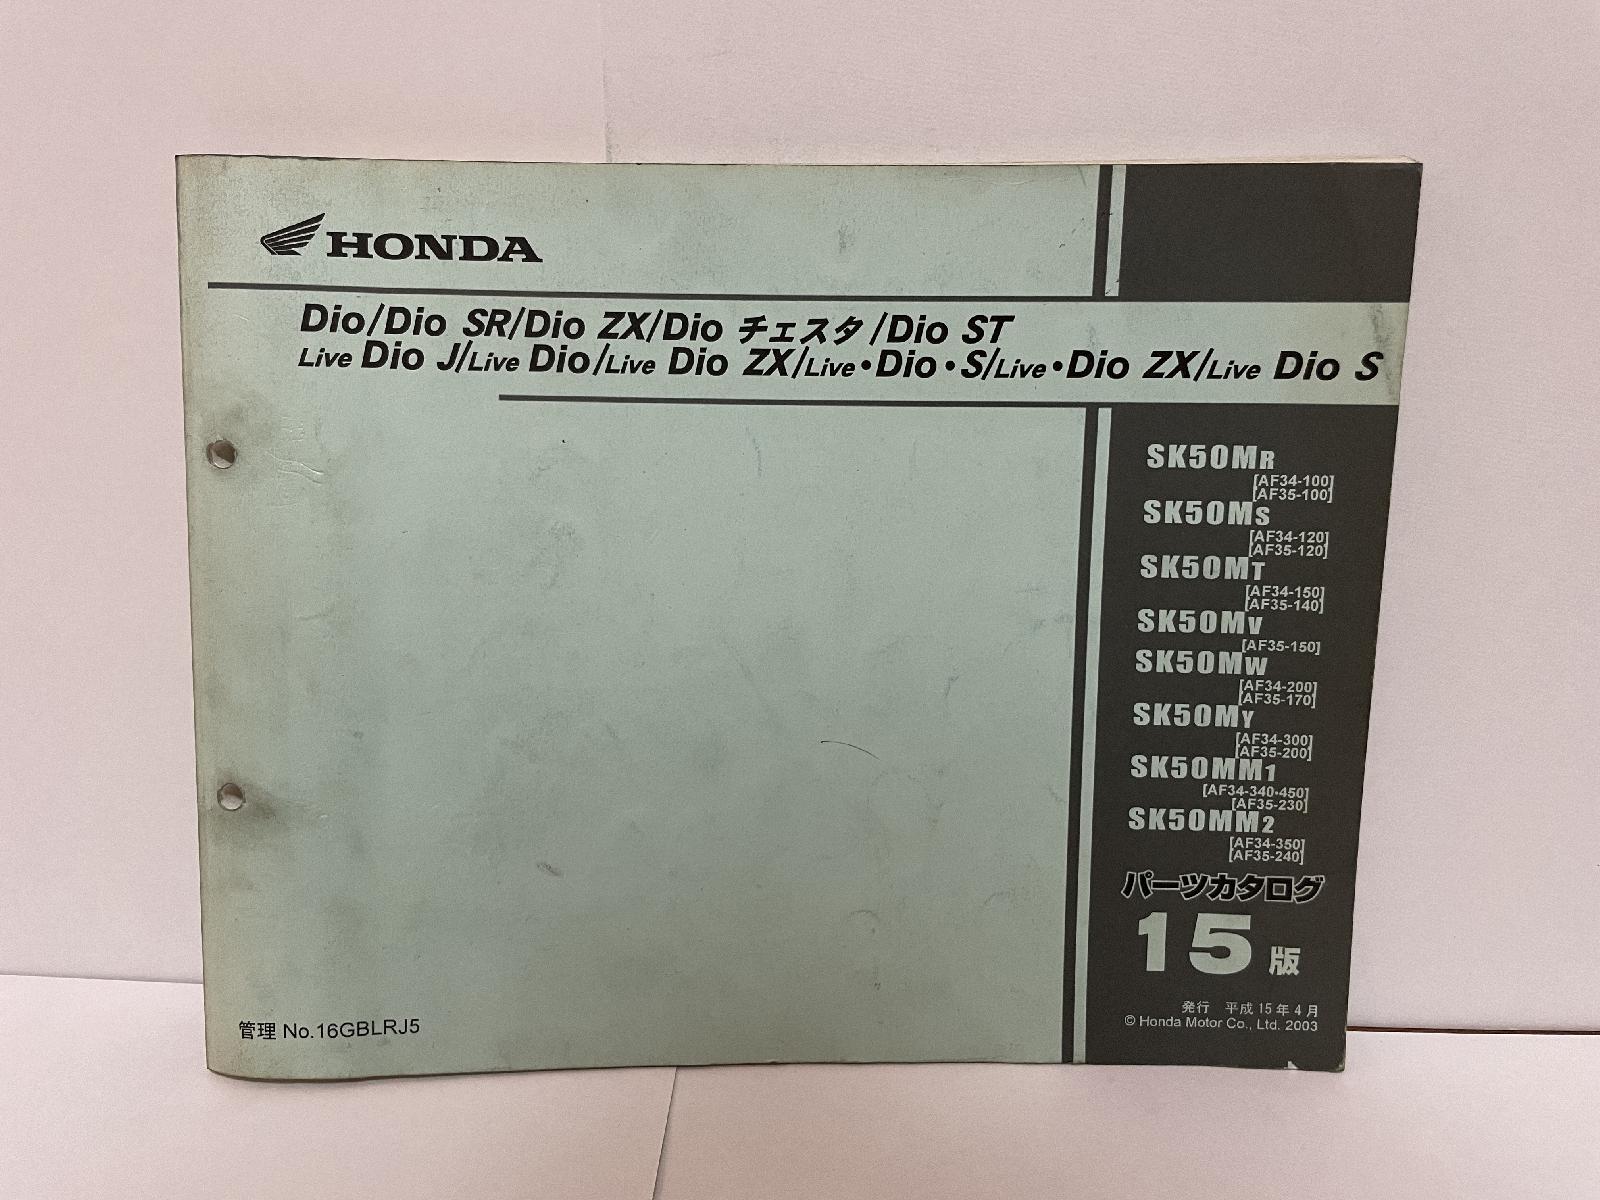 HONDA
Dio/Dio SR/Dio ZX/Dio チェスタ/Dio ST
Live Dio J/Live Dio/Live Dio ZX/Live・Dio・S/Live・Dio ZX/Live Dio S
SK50MR
[AF34-100]
[AF35-100]
SK50MS
[AF34-120]
[AF35-120]
SK50MT
[AF34-150]
[AF35-140]
SK50MV
[AF35-150]
SK50MW
[AF34-200]
[AF35-170]
SK50MY
[AF34-300]
[AF35-200]
SK50MM1
[AF34-340・450]
[AF35-230]
SK50MM2
[AF34-350]
[AF35-240]
パーツカタログ
15版
発行 平成15年4月
© Honda Motor Co., Ltd. 2003
管理 No.16GBLRJ5